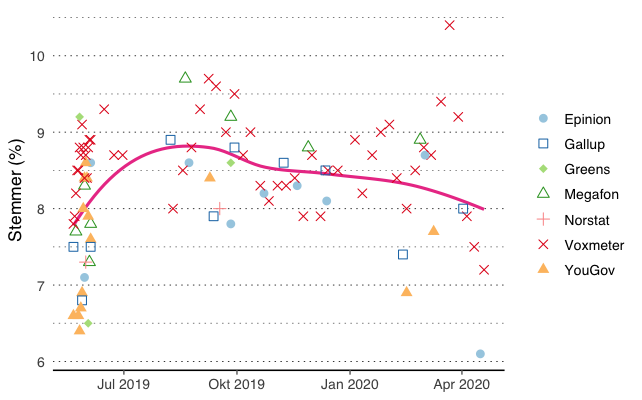 Stemmer (%)
10
9
8
7
6
Jul 2019
Okt 2019
Jan 2020
Apr 2020
Epinion
Gallup
Greens
Megafon
Norstat
Voxmeter
YouGov